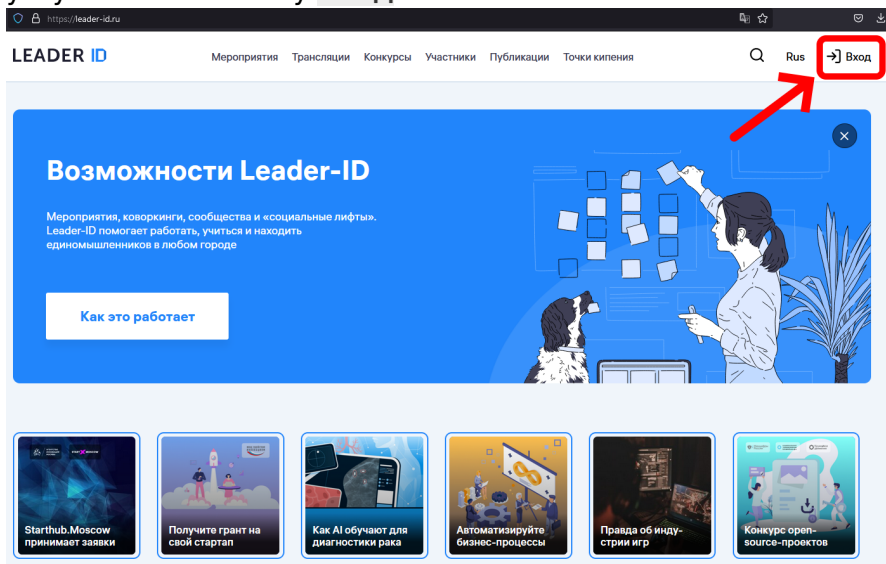 https://leader-id.ru
LEADER ID
Мероприятия Трансляции Конкурсы Участники Публикации Точки кипения
Rus
Вход
Возможности Leader-ID
Мероприятия, коворкинги, сообщества и «социальные лифты».
Leader-ID помогает работать, учиться и находить
единомышленников в любом городе
Как это работает
Starthub.Moscow
принимает заявки
Получите грант на
свой стартап
Как AI обучают для
диагностики рака
Автоматизируйте
бизнес-процессы
Правда об инду-
стрии игр
Конкурс open-
source-проектов